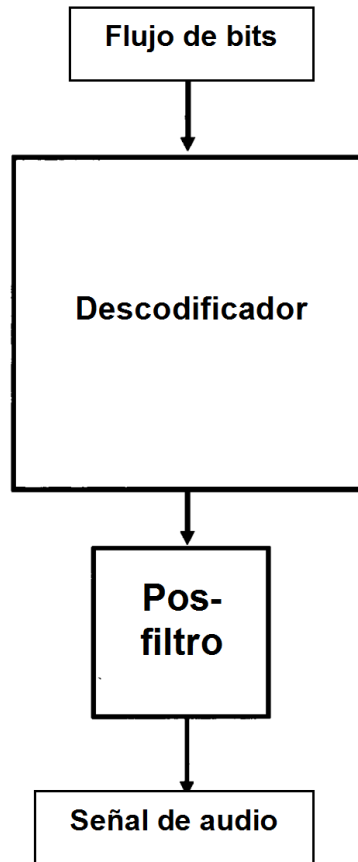 Flujo de bits
Descodificador
Pos-
filtro
Señal de audio